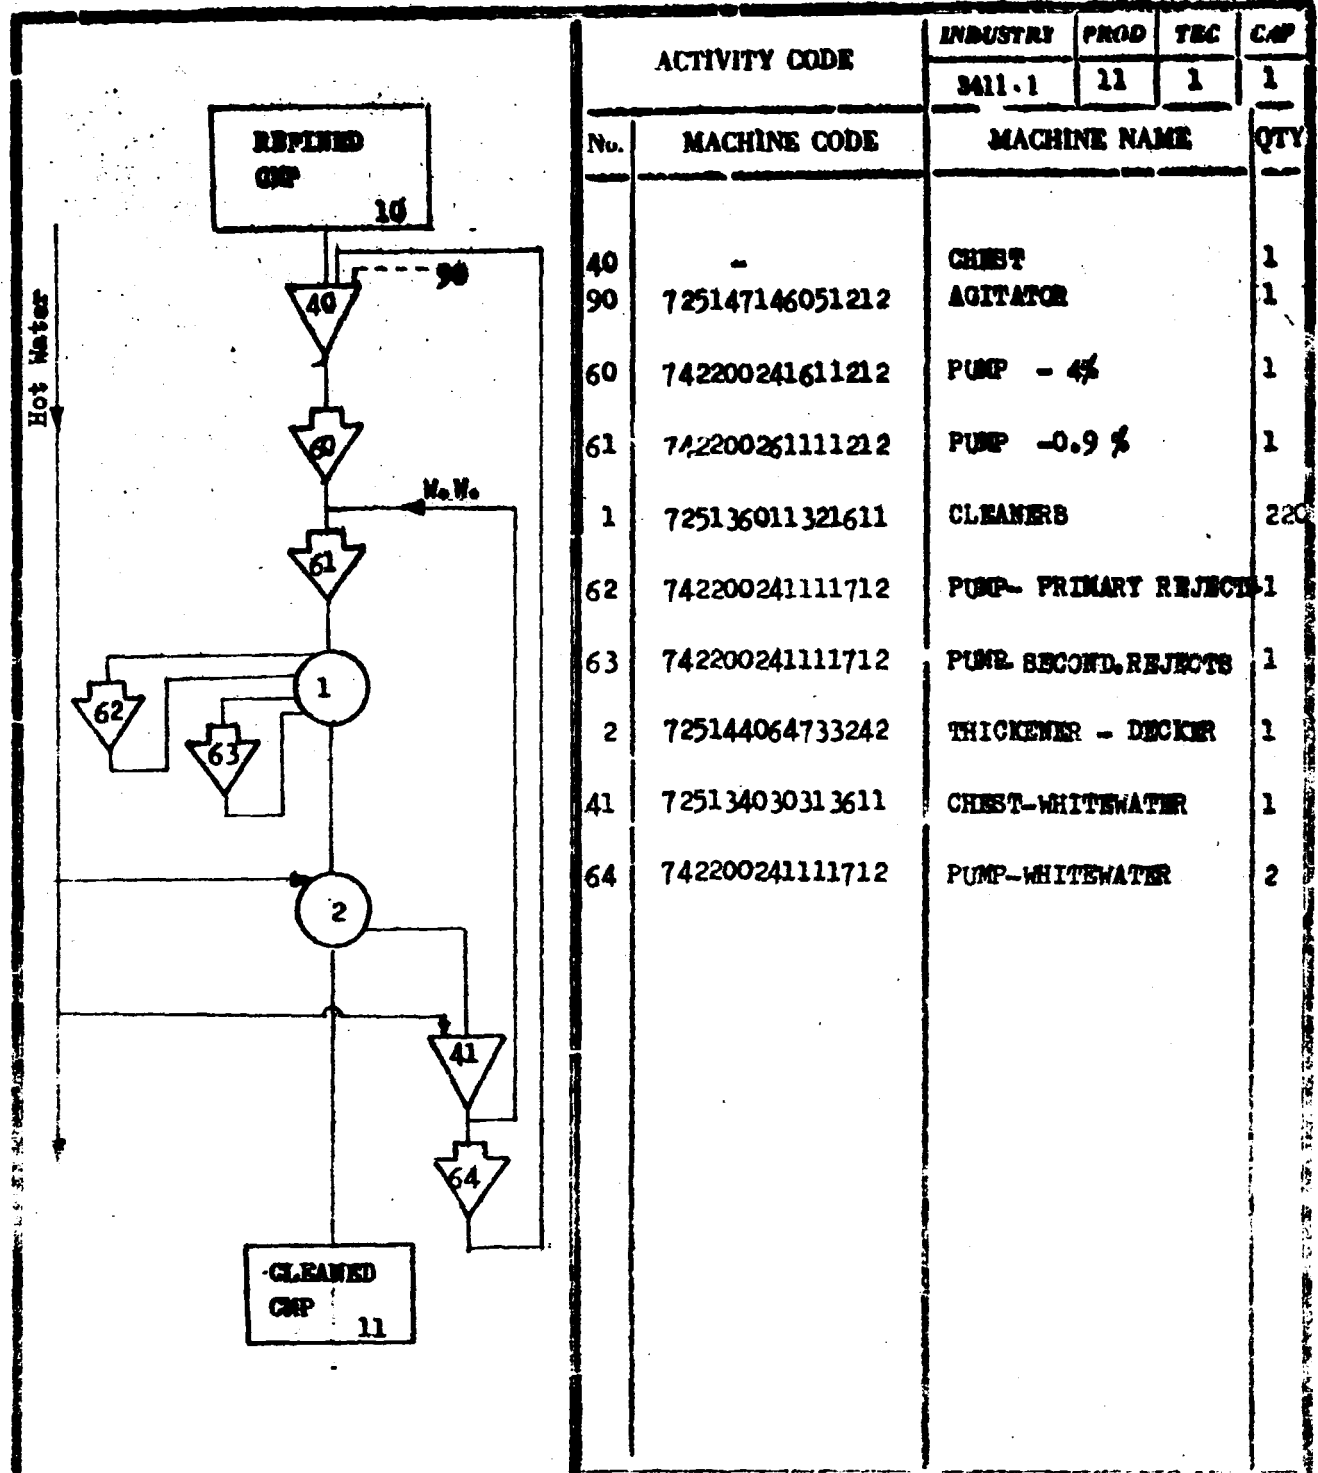 ACTIVITY CODE
INDUSTRY PROD TEC CAP
3411.1 11 1 1
No. MACHINE CODE MACHINE NAME QTY
40 - CHEST 1
90 725147146051212 AGITATOR 1
60 742200241611212 PUMP - 4% 1
61 742200261111212 PUMP -0.9 % 1
1 725136011321611 CLEANERS 220
62 742200241111712 PUMP- PRIMARY REJECTS 1
63 742200241111712 PUMP- SECOND.REJECTS 1
2 725144064733242 THICKENER - DECKER 1
41 725134030313611 CHEST-WHITEWATER 1
64 742200241111712 PUMP-WHITEWATER 2
REFINED
CMP
10
Hot Water
90
40
60
W.W.
61
1
62
63
2
41
64
CLEANED
CMP
11